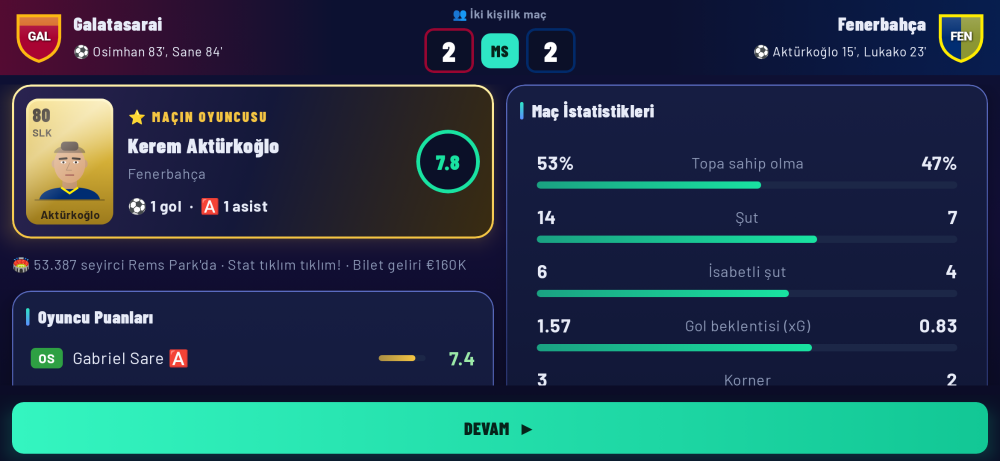 👥 İki kişilik maç
GAL
Galatasarai
⚽ Osimhan 83', Sane 84'
2 MS 2
Fenerbahça
⚽ Aktürkoğlo 15', Lukako 23'
FEN
80
SLK
Aktürkoğlo
⭐ MAÇIN OYUNCUSU
Kerem Aktürkoğlo
Fenerbahça
⚽ 1 gol · 🅰️ 1 asist
7.8
🏟️ 53.387 seyirci Rems Park'da · Stat tıklım tıklım! · Bilet geliri €160K
Oyuncu Puanları
OS Gabriel Sare 🅰️ 7.4
Maç İstatistikleri
53% Topa sahip olma 47%
14 Şut 7
6 İsabetli şut 4
1.57 Gol beklentisi (xG) 0.83
3 Korner 2
DEVAM ►